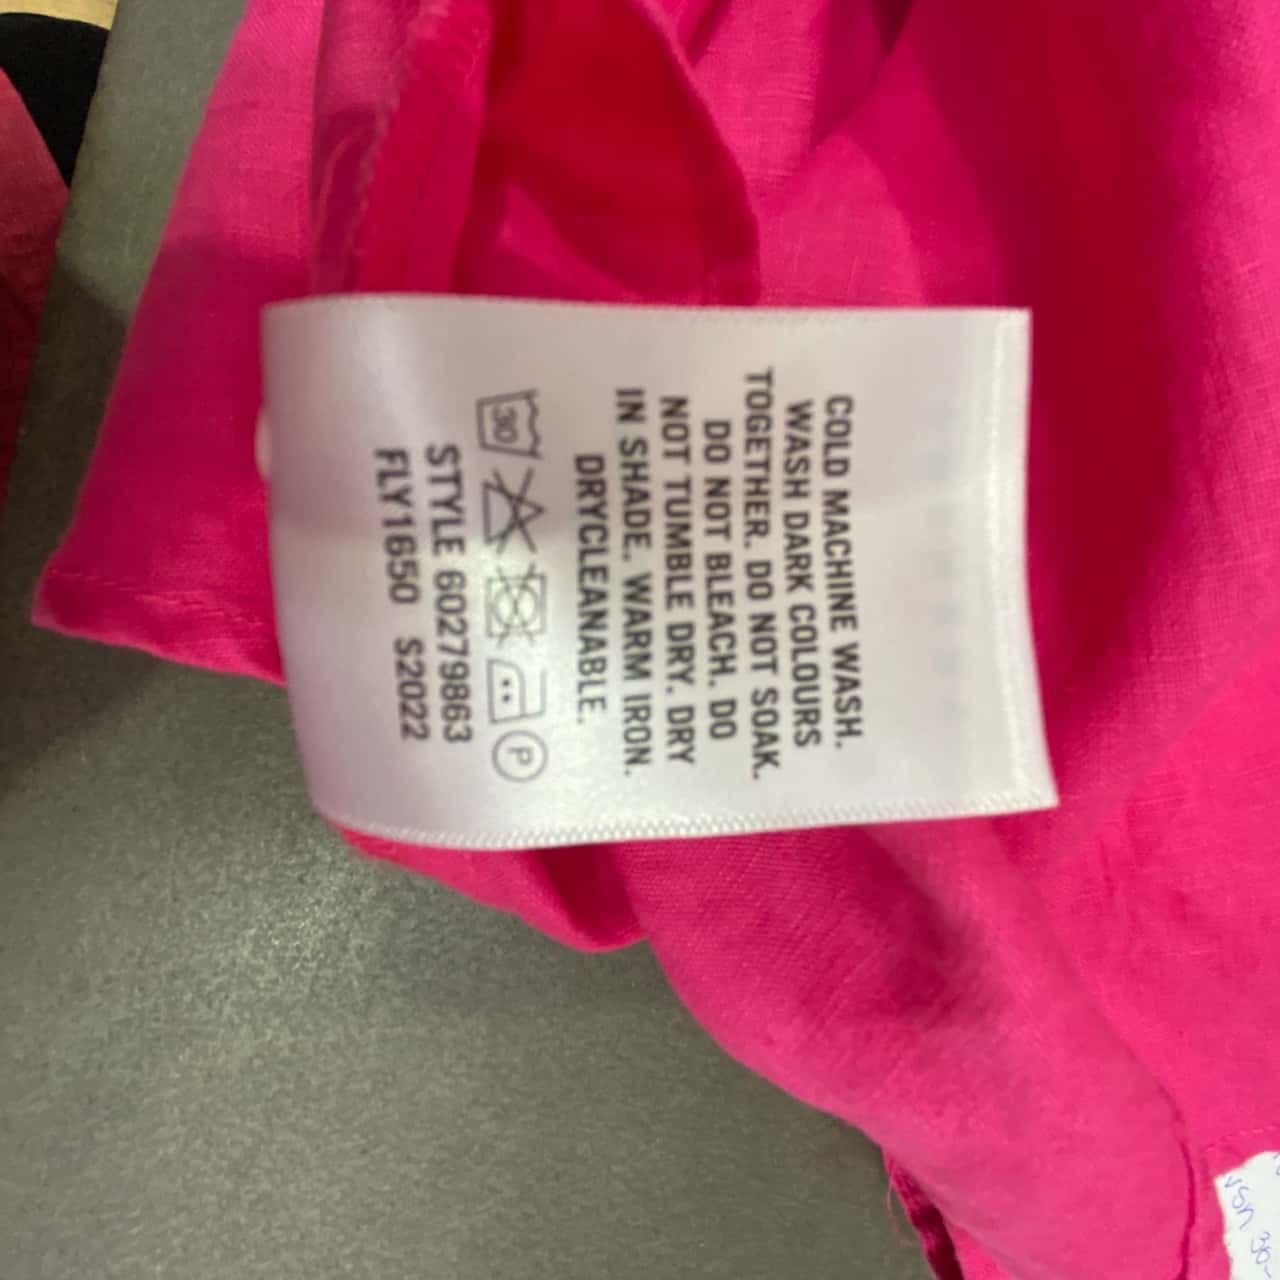 COLD MACHINE WASH.
WASH DARK COLOURS
TOGETHER. DO NOT SOAK.
DO NOT BLEACH. DO
NOT TUMBLE DRY. DRY
IN SHADE. WARM IRON.
DRYCLEANABLE.
30 P
STYLE 60279863
FLY1650 S2022